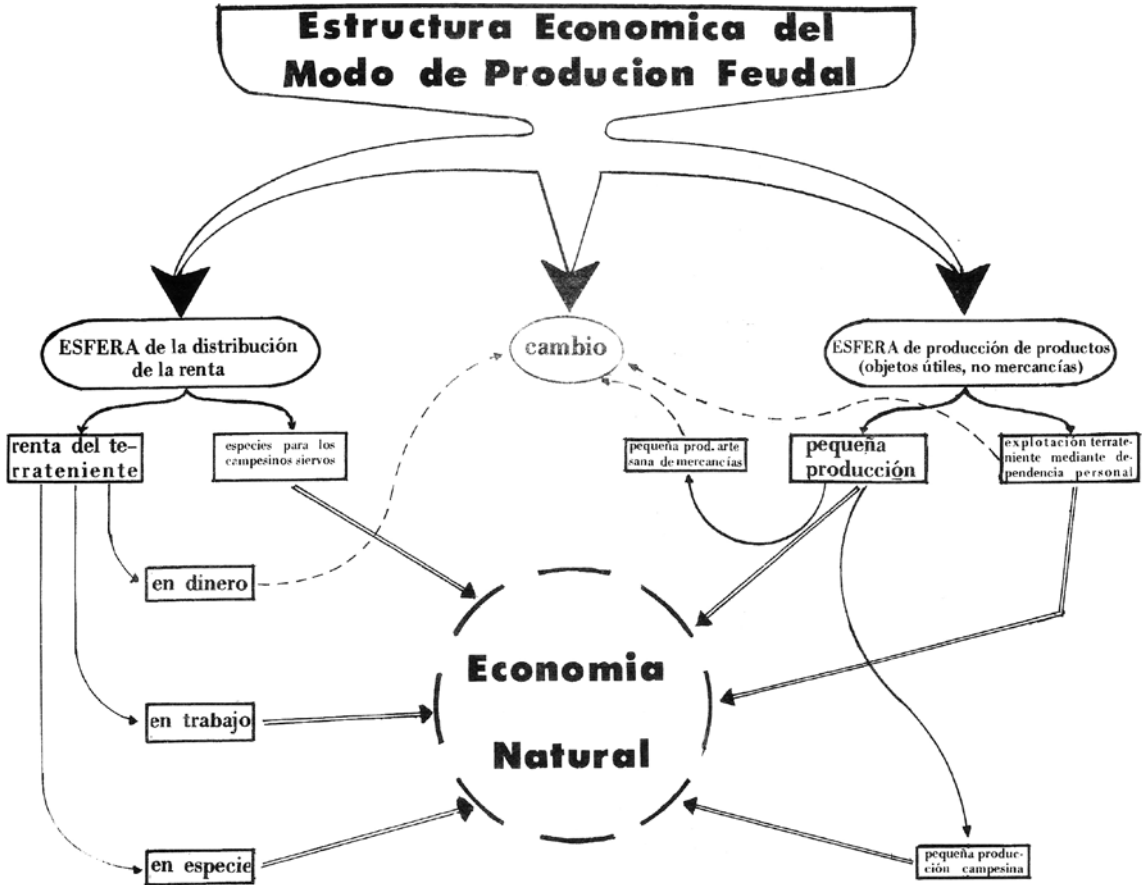 Estructura Economica del
Modo de Producion Feudal
ESFERA de la distribución
de la renta
cambio
ESFERA de producción de productos
(objetos útiles, no mercancías)
renta del te-
rrateniente
especies para los
campesinos siervos
pequeña prod. arte
sana de mercancías
pequeña
producción
explotación terrate-
niente mediante de-
pendencia personal
en dinero
Economia
Natural
en trabajo
en especie
pequeña produc-
ción campesina